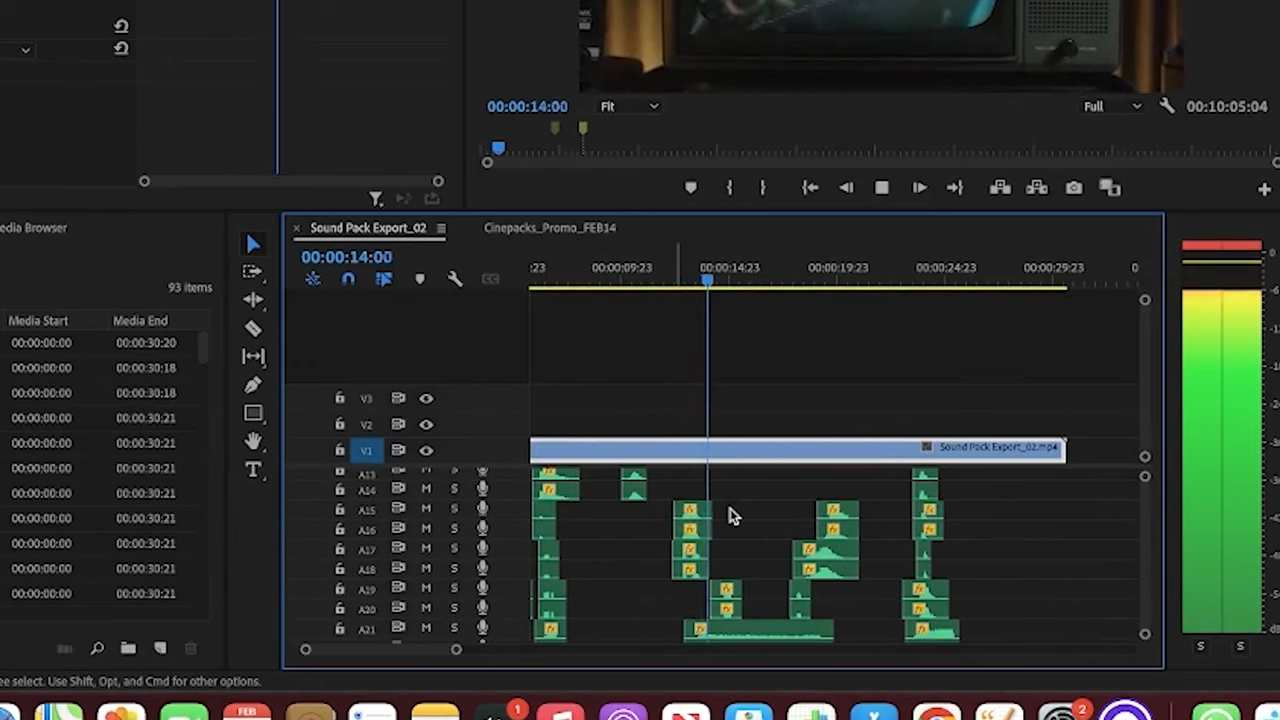 00:00:14:00 Fit Full 00:10:05:04
edia Browser
Sound Pack Export_02 Cinepacks_Promo_FEB14
00:00:14:00
:23 00:00:09:23 00:00:14:23 00:00:19:23 00:00:24:23 00:00:29:23 0
93 items
Media Start Media End
00:00:00:00 00:00:30:20
00:00:00:00 00:00:30:18
00:00:00:00 00:00:30:18
00:00:00:00 00:00:30:21
00:00:00:00 00:00:30:21
00:00:00:00 00:00:30:21
00:00:00:00 00:00:30:21
00:00:00:00 00:00:30:21
00:00:00:00 00:00:30:21
00:00:00:00 00:00:30:21
00:00:00:00 00:00:30:21
V3
V2
V1 Sound Pack Export_02.mp4
A13 M S
A14 M S
A15 M S
A16 M S
A17 M S
A18 M S
A19 M S
A20 M S
A21 M S
0
S S
ee select. Use Shift, Opt, and Cmd for other options.
FEB
1
2